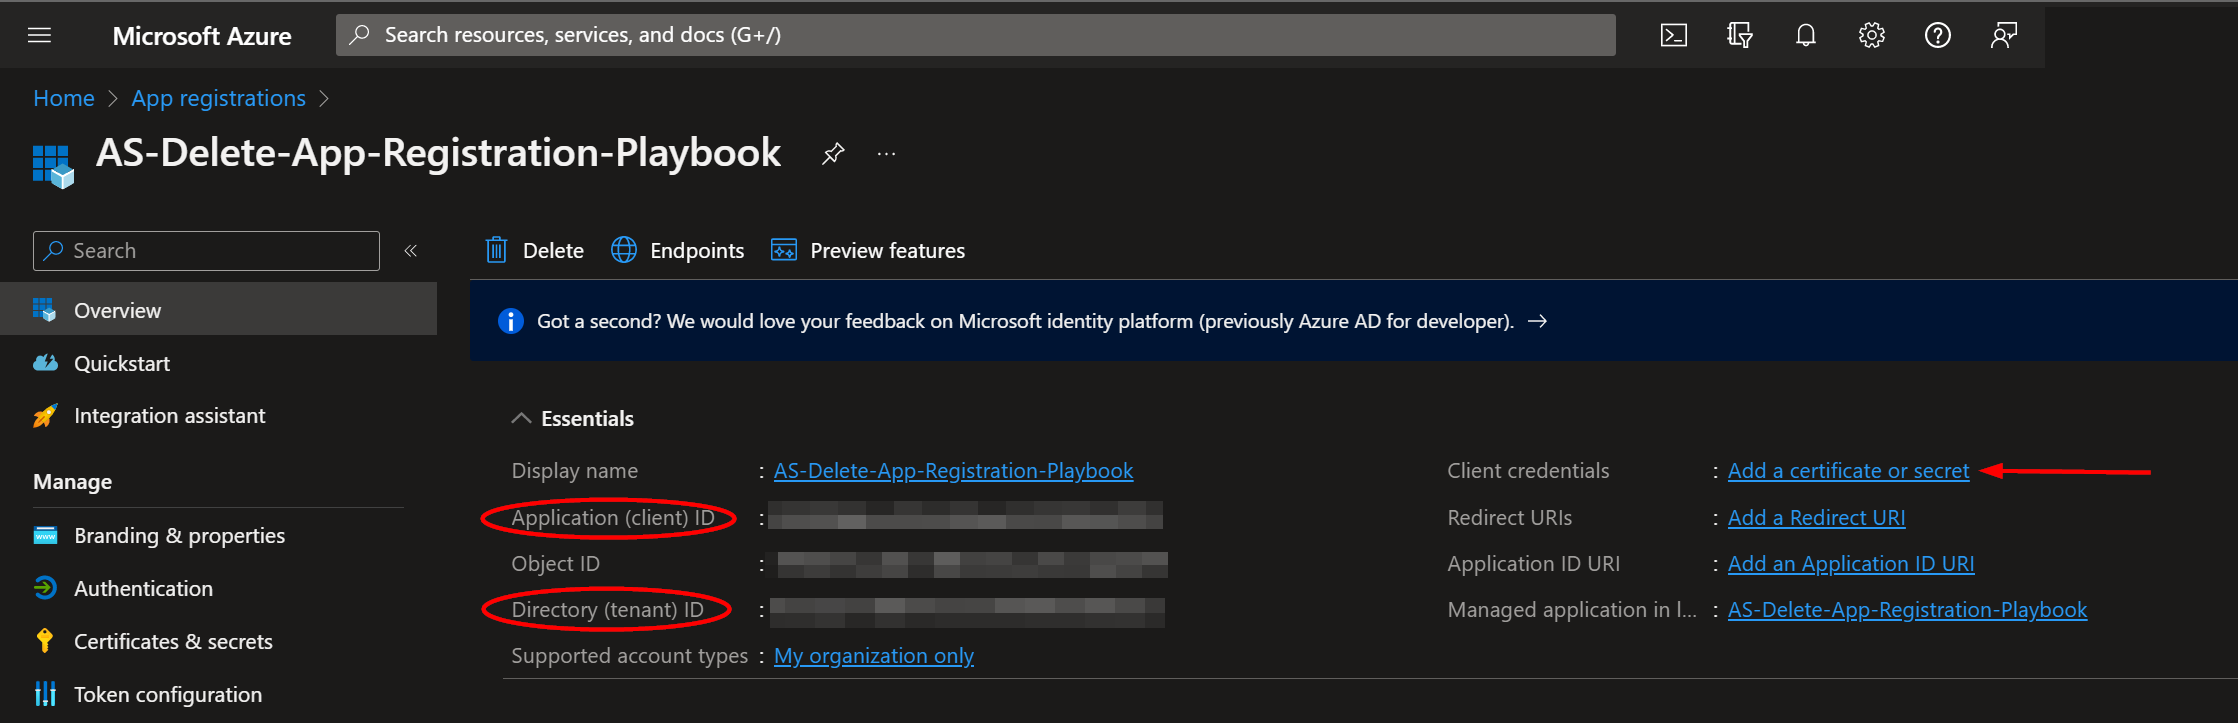 Microsoft Azure
Search resources, services, and docs (G+/)
Home > App registrations >
AS-Delete-App-Registration-Playbook
Search
Overview
Quickstart
Integration assistant
Manage
Branding & properties
Authentication
Certificates & secrets
Token configuration
Delete
Endpoints
Preview features
Got a second? We would love your feedback on Microsoft identity platform (previously Azure AD for developer). →
Essentials
Display name : AS-Delete-App-Registration-Playbook
Application (client) ID :
Object ID :
Directory (tenant) ID :
Supported account types : My organization only
Client credentials : Add a certificate or secret
Redirect URIs : Add a Redirect URI
Application ID URI : Add an Application ID URI
Managed application in l... : AS-Delete-App-Registration-Playbook